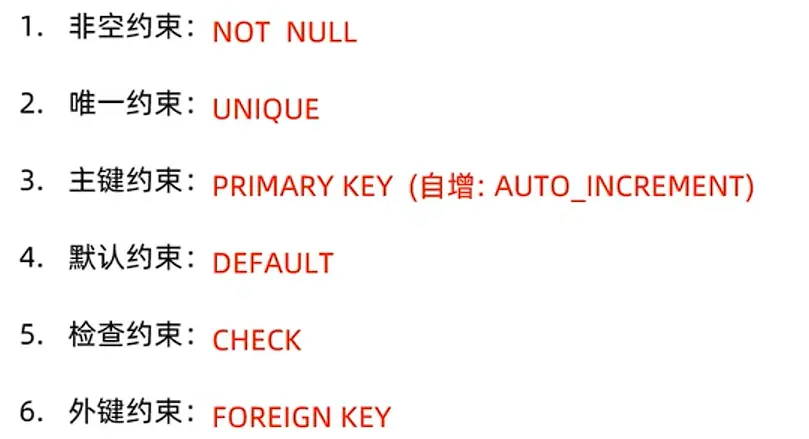 1. 非空约束：NOT NULL
2. 唯一约束：UNIQUE
3. 主键约束：PRIMARY KEY（自增: AUTO_INCREMENT）
4. 默认约束：DEFAULT
5. 检查约束：CHECK
6. 外键约束：FOREIGN KEY